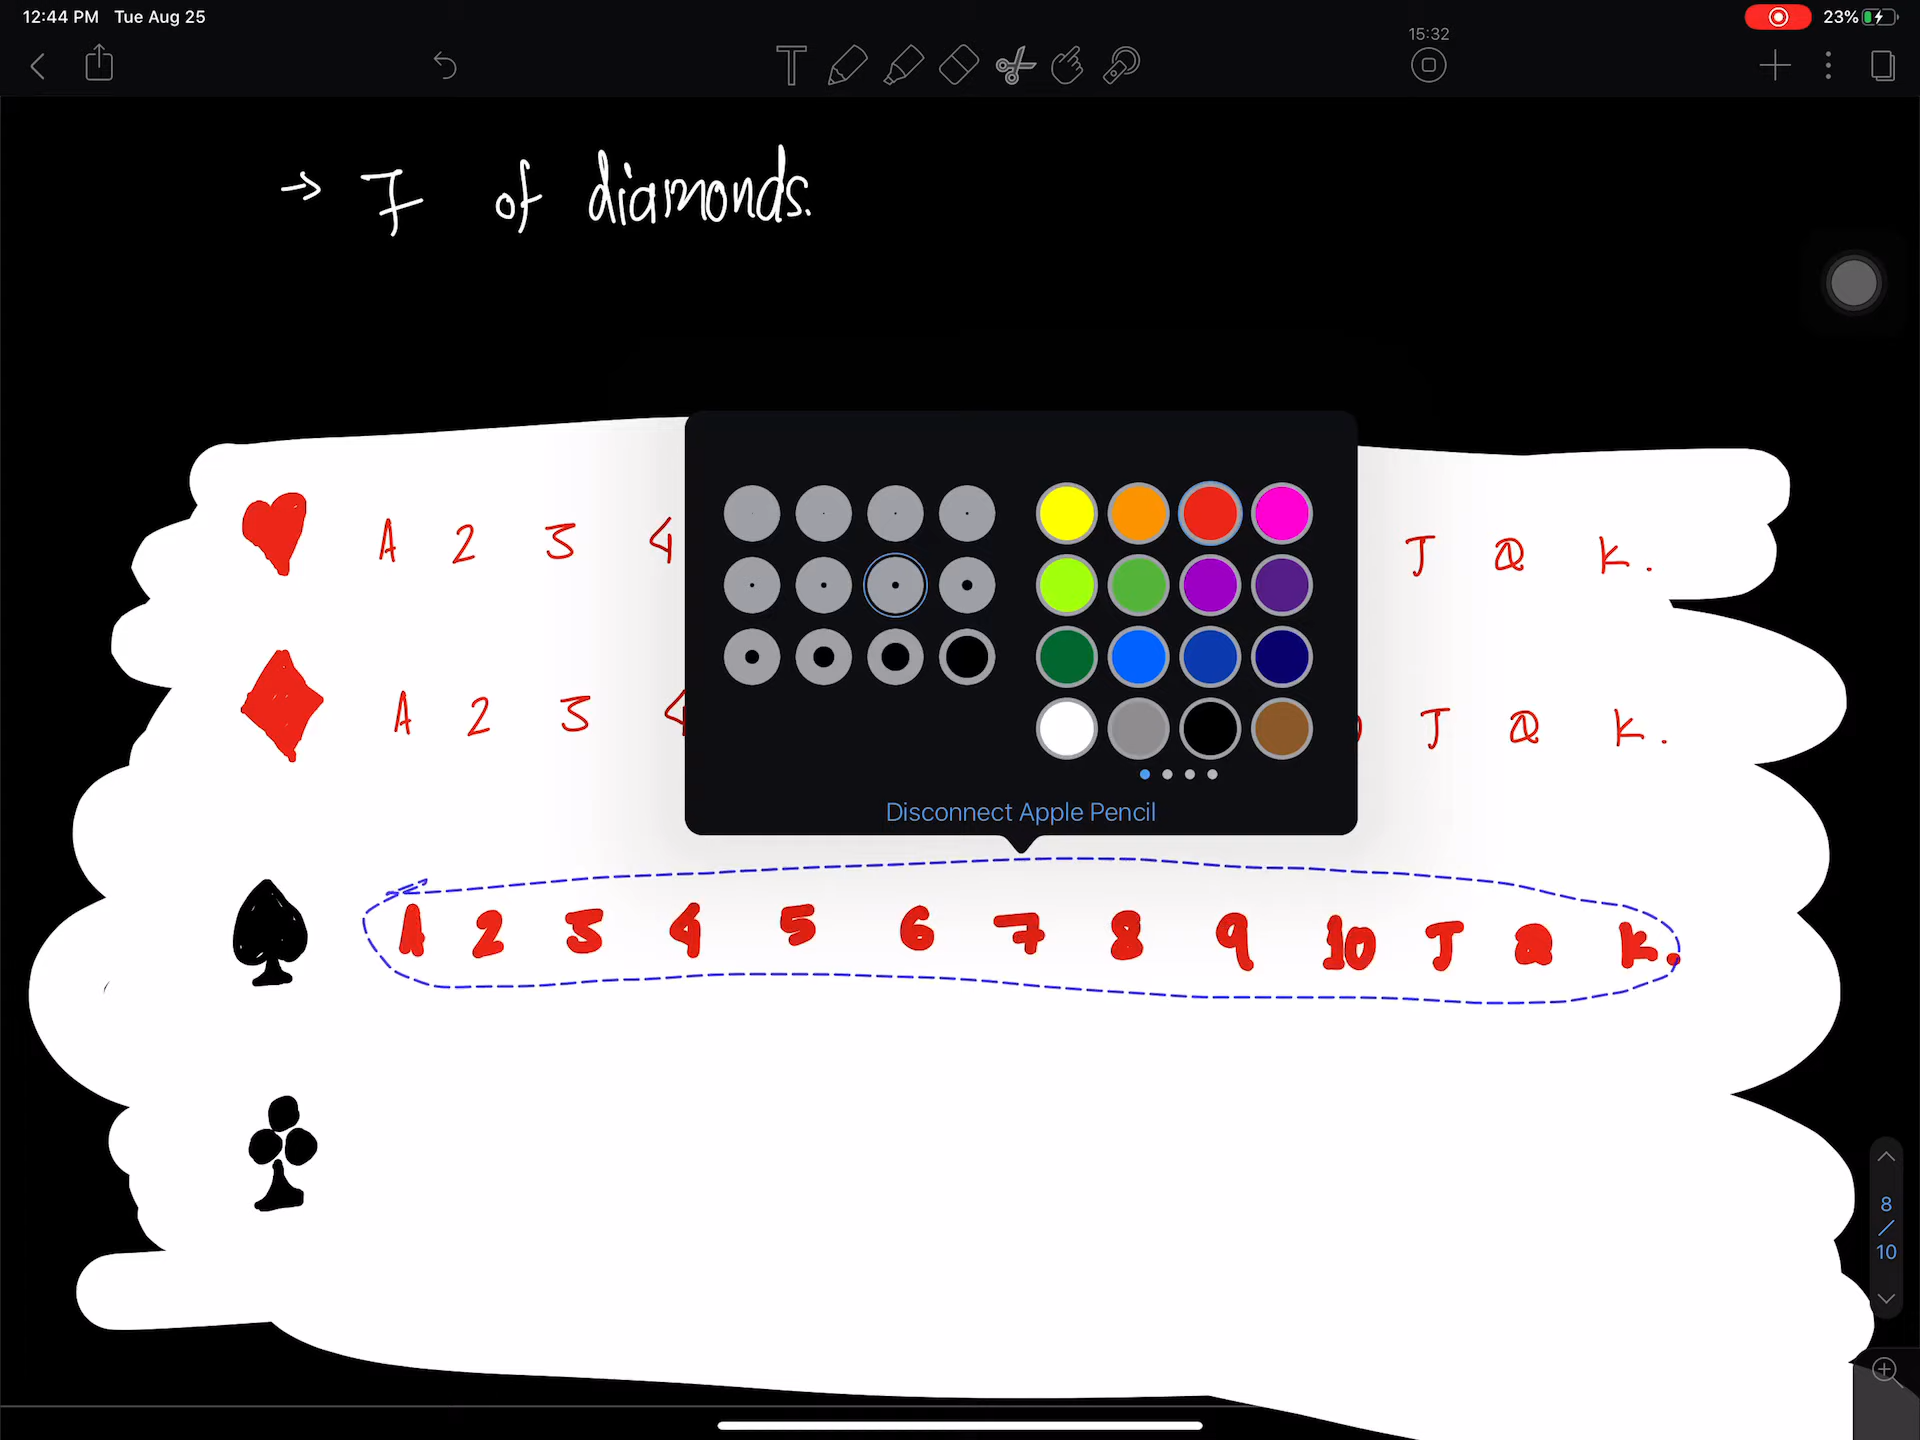 12:44 PM Tue Aug 25
23%
15:32
T
→ 7 of diamonds.
A 2 3 4 J Q K.
A 2 3 4 J Q K.
Disconnect Apple Pencil
A 2 3 4 5 6 7 8 9 10 J Q K.
8
/
10